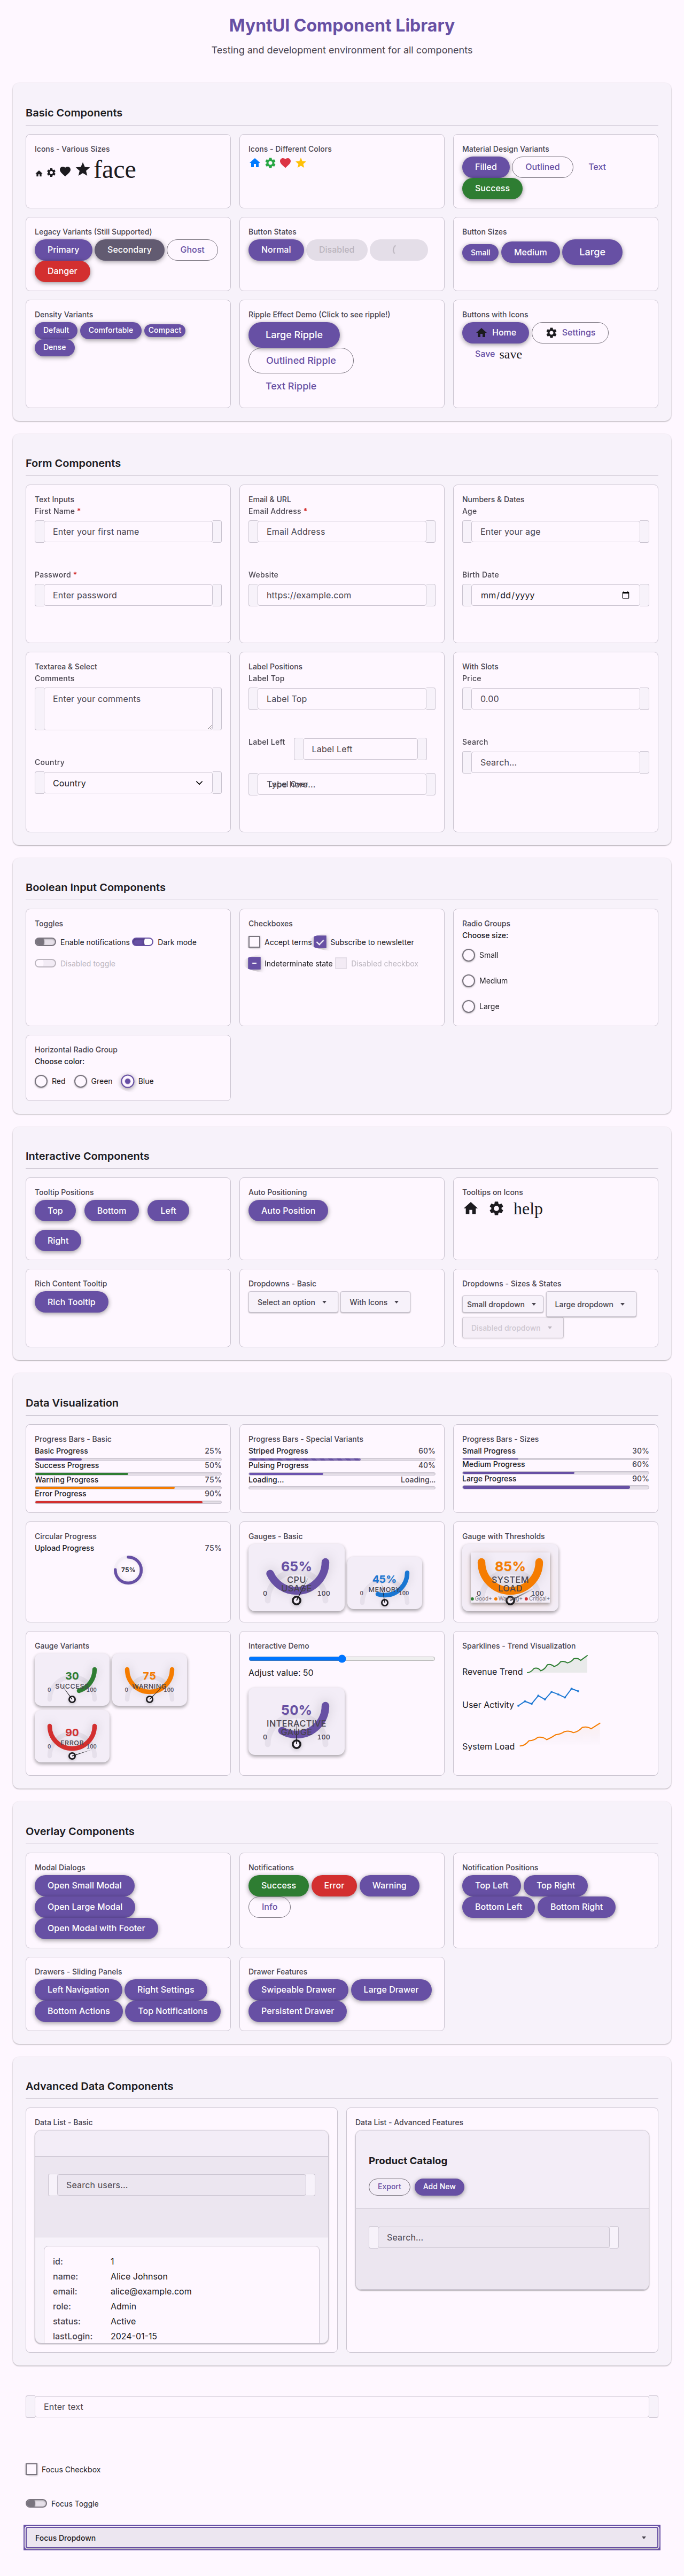 MyntUI Component Library
Testing and development environment for all components
Basic Components
Icons - Various Sizes
face
Icons - Different Colors
Material Design Variants
Filled Outlined Text
Success
Legacy Variants (Still Supported)
Primary Secondary Ghost
Danger
Button States
Normal Disabled
Button Sizes
Small Medium Large
Density Variants
Default Comfortable Compact
Dense
Ripple Effect Demo (Click to see ripple!)
Large Ripple
Outlined Ripple
Text Ripple
Buttons with Icons
Home Settings
Save save
Form Components
Text Inputs
First Name *
Enter your first name
Password *
Enter password
Email & URL
Email Address *
Email Address
Website
https://example.com
Numbers & Dates
Age
Enter your age
Birth Date
mm/dd/yyyy
Textarea & Select
Comments
Enter your comments
Country
Country
Label Positions
Label Top
Label Top
Label Left Label Left
With Slots
Price
0.00
Search
Search...
Boolean Input Components
Toggles
Enable notifications Dark mode
Disabled toggle
Checkboxes
Accept terms Subscribe to newsletter
Indeterminate state Disabled checkbox
Radio Groups
Choose size:
Small
Medium
Large
Horizontal Radio Group
Choose color:
Red Green Blue
Interactive Components
Tooltip Positions
Top Bottom Left
Right
Auto Positioning
Auto Position
Tooltips on Icons
help
Rich Content Tooltip
Rich Tooltip
Dropdowns - Basic
Select an option With Icons
Dropdowns - Sizes & States
Small dropdown Large dropdown
Disabled dropdown
Data Visualization
Progress Bars - Basic
Basic Progress 25%
Success Progress 50%
Warning Progress 75%
Error Progress 90%
Progress Bars - Special Variants
Striped Progress 60%
Pulsing Progress 40%
Loading... Loading...
Progress Bars - Sizes
Small Progress 30%
Medium Progress 60%
Large Progress 90%
Circular Progress
Upload Progress 75%
75%
Gauges - Basic
65%
CPU
USAGE
0 100
45%
MEMORY
0 100
Gauge with Thresholds
85%
SYSTEM
LOAD
0 100
Gauge Variants
30
SUCCESS
0 100
75
WARNING
0 100
90
ERROR
0 100
Interactive Demo
Adjust value: 50
50%
INTERACTIVE
0 100
Sparklines - Trend Visualization
Revenue Trend
User Activity
System Load
Overlay Components
Modal Dialogs
Open Small Modal
Open Large Modal
Open Modal with Footer
Notifications
Success Error Warning
Info
Notification Positions
Top Left Top Right
Bottom Left Bottom Right
Drawers - Sliding Panels
Left Navigation Right Settings
Bottom Actions Top Notifications
Drawer Features
Swipeable Drawer Large Drawer
Persistent Drawer
Advanced Data Components
Data List - Basic
Search users...
id: 1
name: Alice Johnson
email: alice@example.com
role: Admin
status: Active
lastLogin: 2024-01-15
Data List - Advanced Features
Product Catalog
Export Add New
Search...
Enter text
Focus Checkbox
Focus Toggle
Focus Dropdown